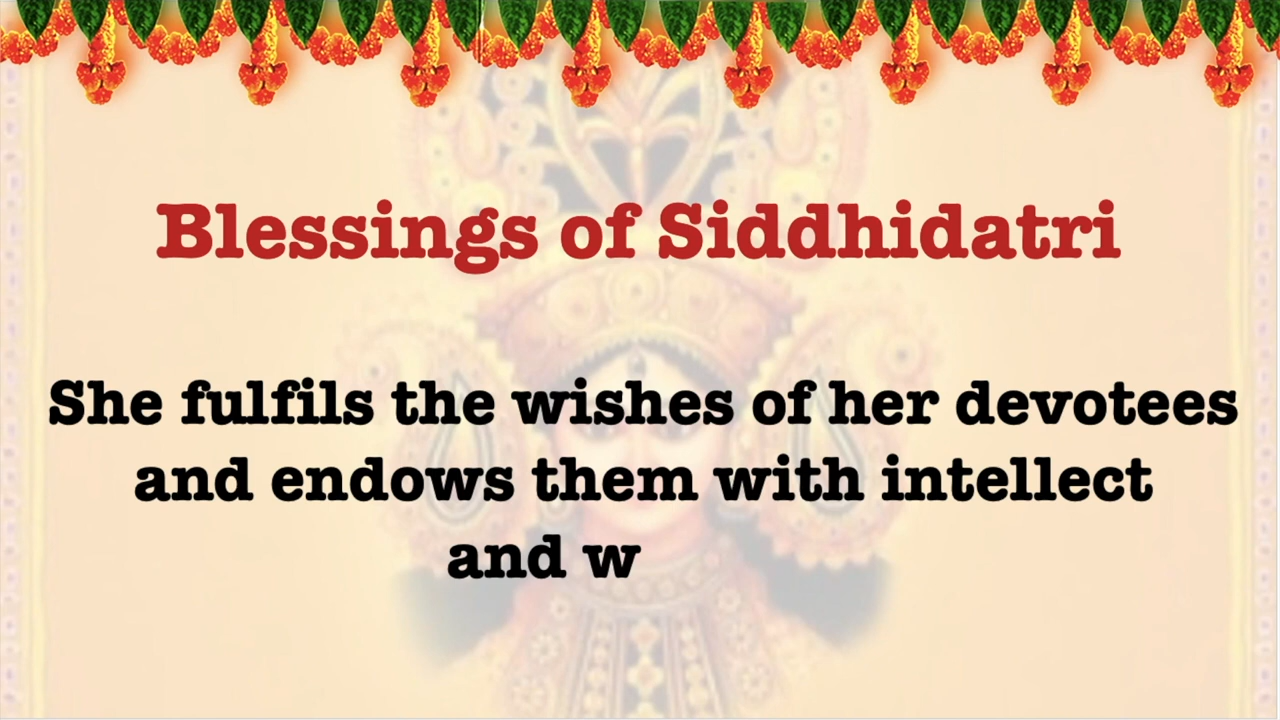 Blessings of Siddhidatri
She fulfils the wishes of her devotees
and endows them with intellect
and w